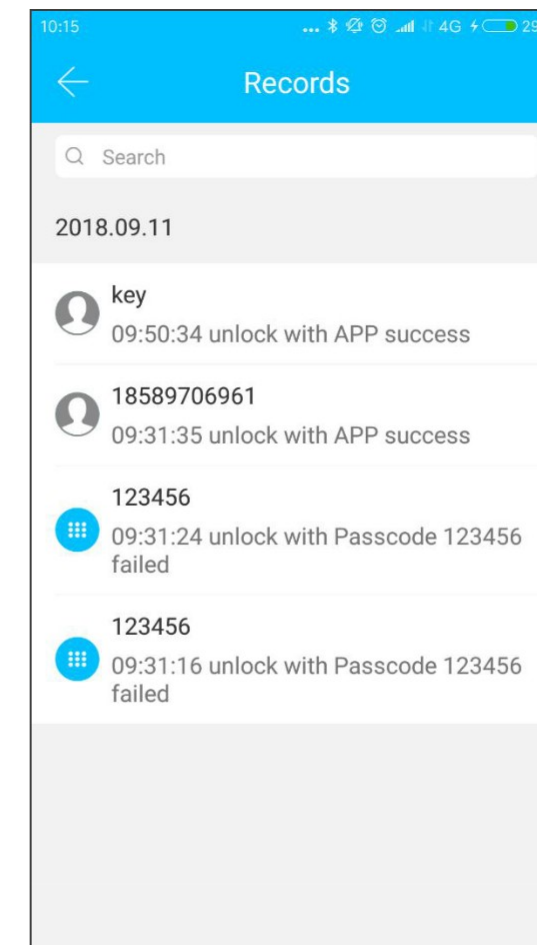 10:15 ... 4G 29
Records
Search
2018.09.11
key
09:50:34 unlock with APP success
18589706961
09:31:35 unlock with APP success
123456
09:31:24 unlock with Passcode 123456
failed
123456
09:31:16 unlock with Passcode 123456
failed